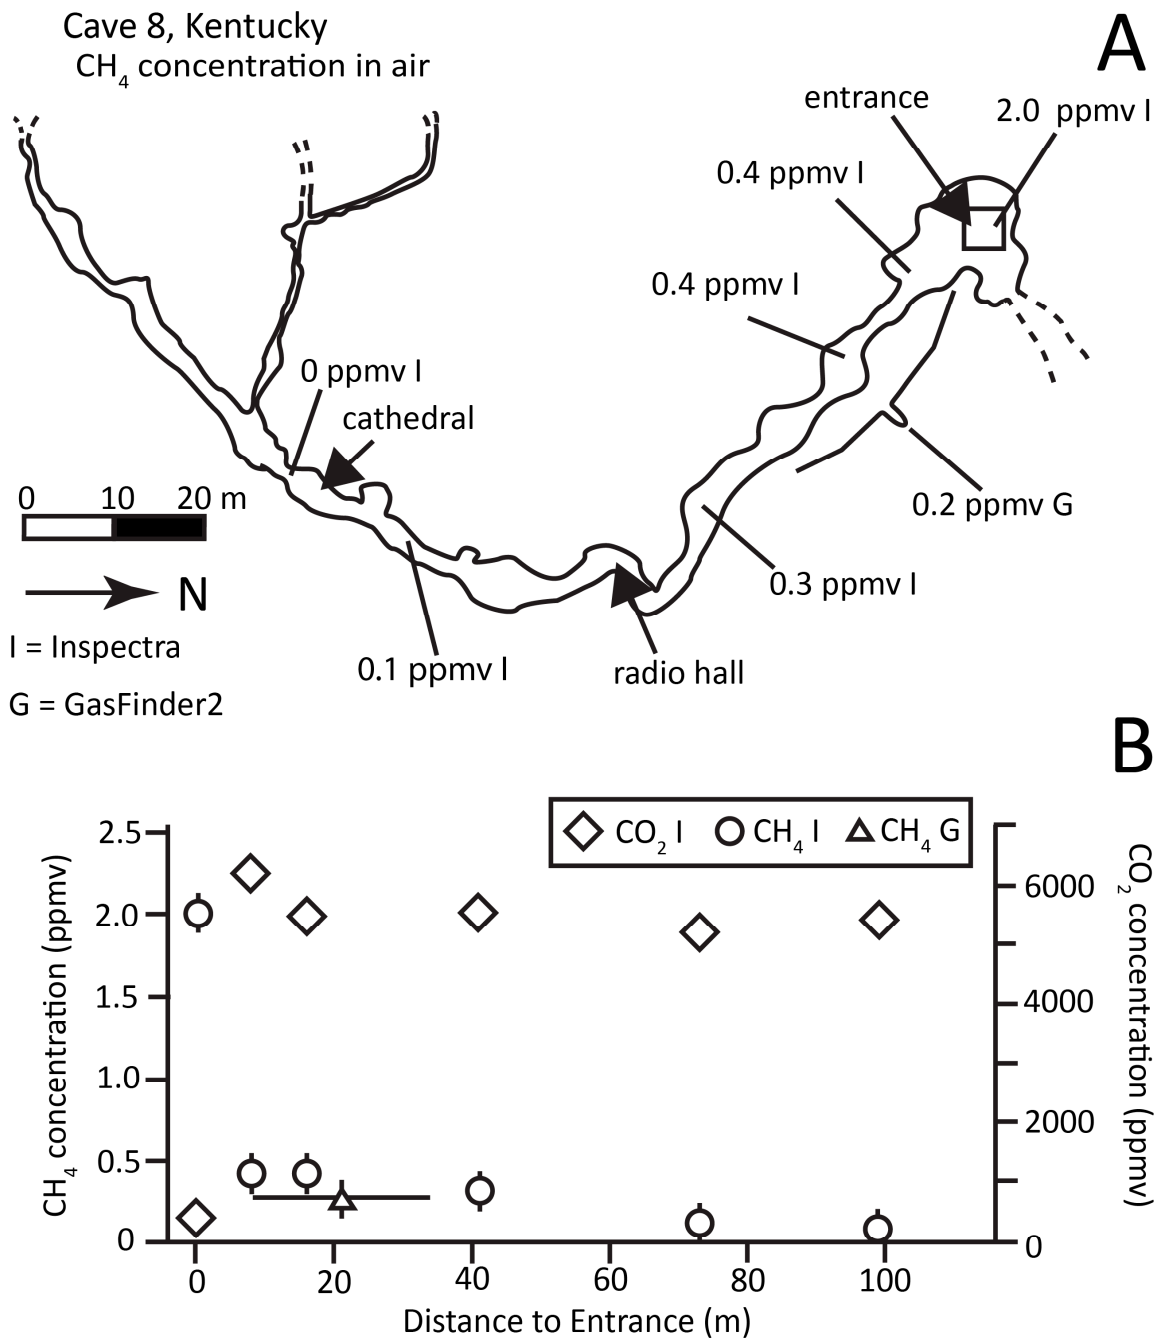 Cave 8, Kentucky
CH₄ concentration in air
A
entrance
2.0 ppmv I
0.4 ppmv I
0.4 ppmv I
0 ppmv I
cathedral
0 10 20 m
0.2 ppmv G
N
0.3 ppmv I
I = Inspectra
0.1 ppmv I
radio hall
G = GasFinder2
B
CO₂ I CH₄ I CH₄ G
CH₄ concentration (ppmv)
2.5
2.0
1.5
1.0
0.5
0
CO₂ concentration (ppmv)
6000
4000
2000
0
0 20 40 60 80 100
Distance to Entrance (m)